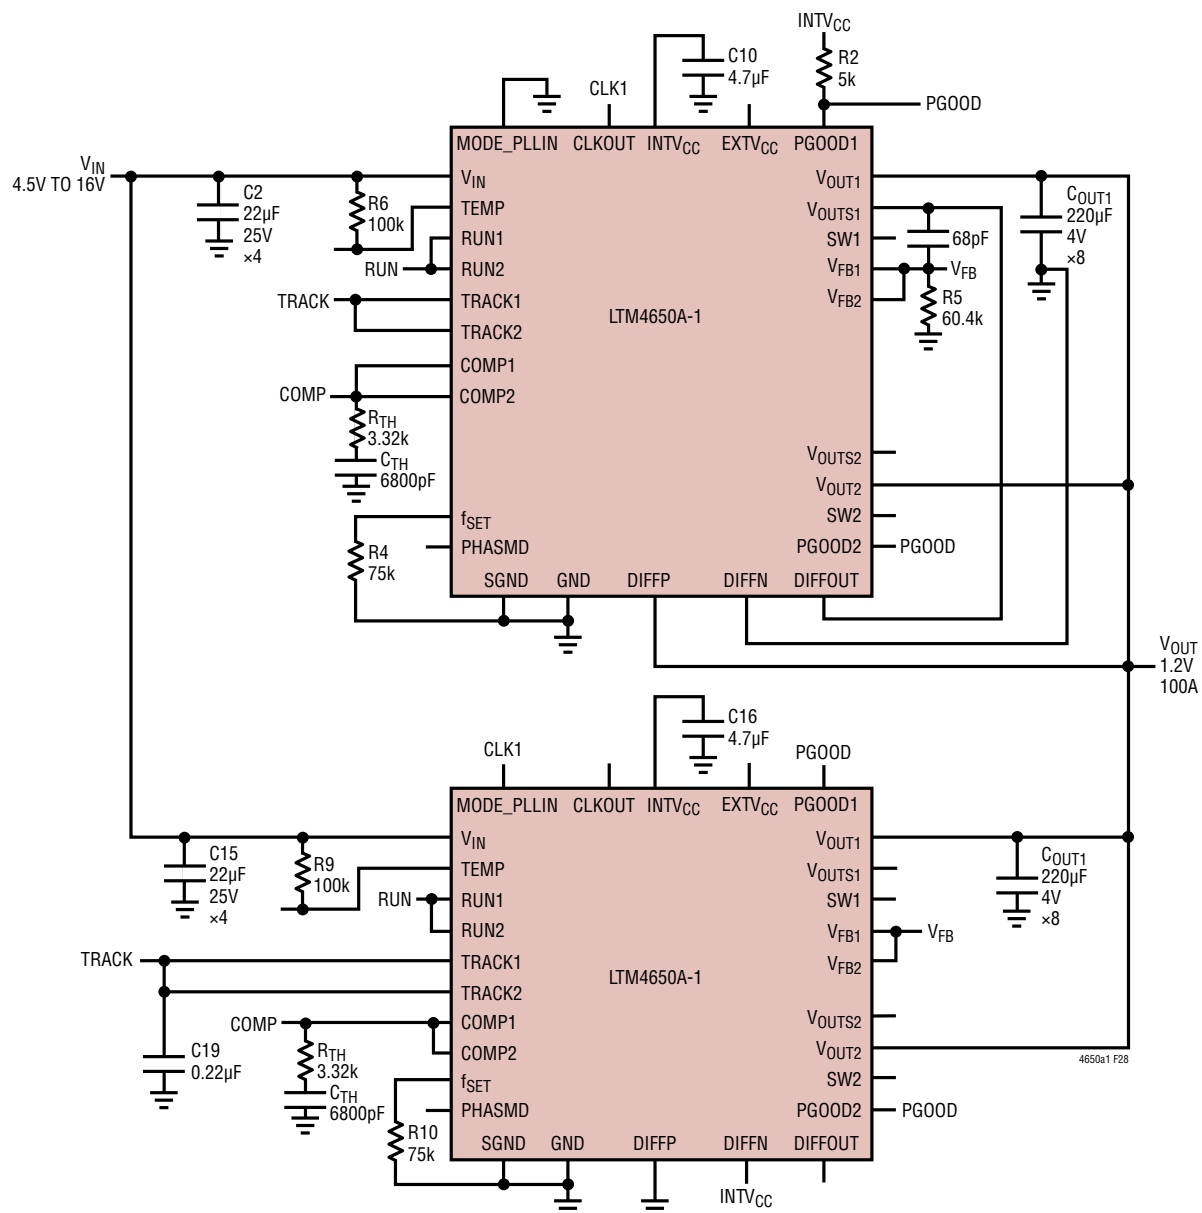 INTVCC
C10
4.7µF
R2
5k
CLK1
PGOOD
MODE_PLLIN
CLKOUT
INTVCC
EXTVCC
PGOOD1
VIN
4.5V TO 16V
C2
22µF
25V
×4
R6
100k
VIN
TEMP
RUN1
RUN
RUN2
TRACK
TRACK1
TRACK2
COMP1
COMP
COMP2
RTH
3.32k
CTH
6800pF
fSET
R4
75k
PHASMD
SGND
GND
DIFFP
DIFFN
DIFFOUT
LTM4650A-1
VOUT1
VOUTS1
SW1
68pF
VFB1
VFB
VFB2
R5
60.4k
COUT1
220µF
4V
×8
VOUTS2
VOUT2
SW2
PGOOD2
PGOOD
VOUT
1.2V
100A
C16
4.7µF
CLK1
PGOOD
MODE_PLLIN
CLKOUT
INTVCC
EXTVCC
PGOOD1
C15
22µF
25V
×4
R9
100k
VIN
TEMP
RUN
RUN1
RUN2
TRACK
TRACK1
TRACK2
COMP
COMP1
COMP2
C19
0.22µF
RTH
3.32k
CTH
6800pF
fSET
PHASMD
R10
75k
SGND
GND
DIFFP
DIFFN
DIFFOUT
INTVCC
LTM4650A-1
VOUT1
VOUTS1
SW1
VFB1
VFB
VFB2
COUT1
220µF
4V
×8
VOUTS2
VOUT2
SW2
PGOOD2
PGOOD
4650a1 F28